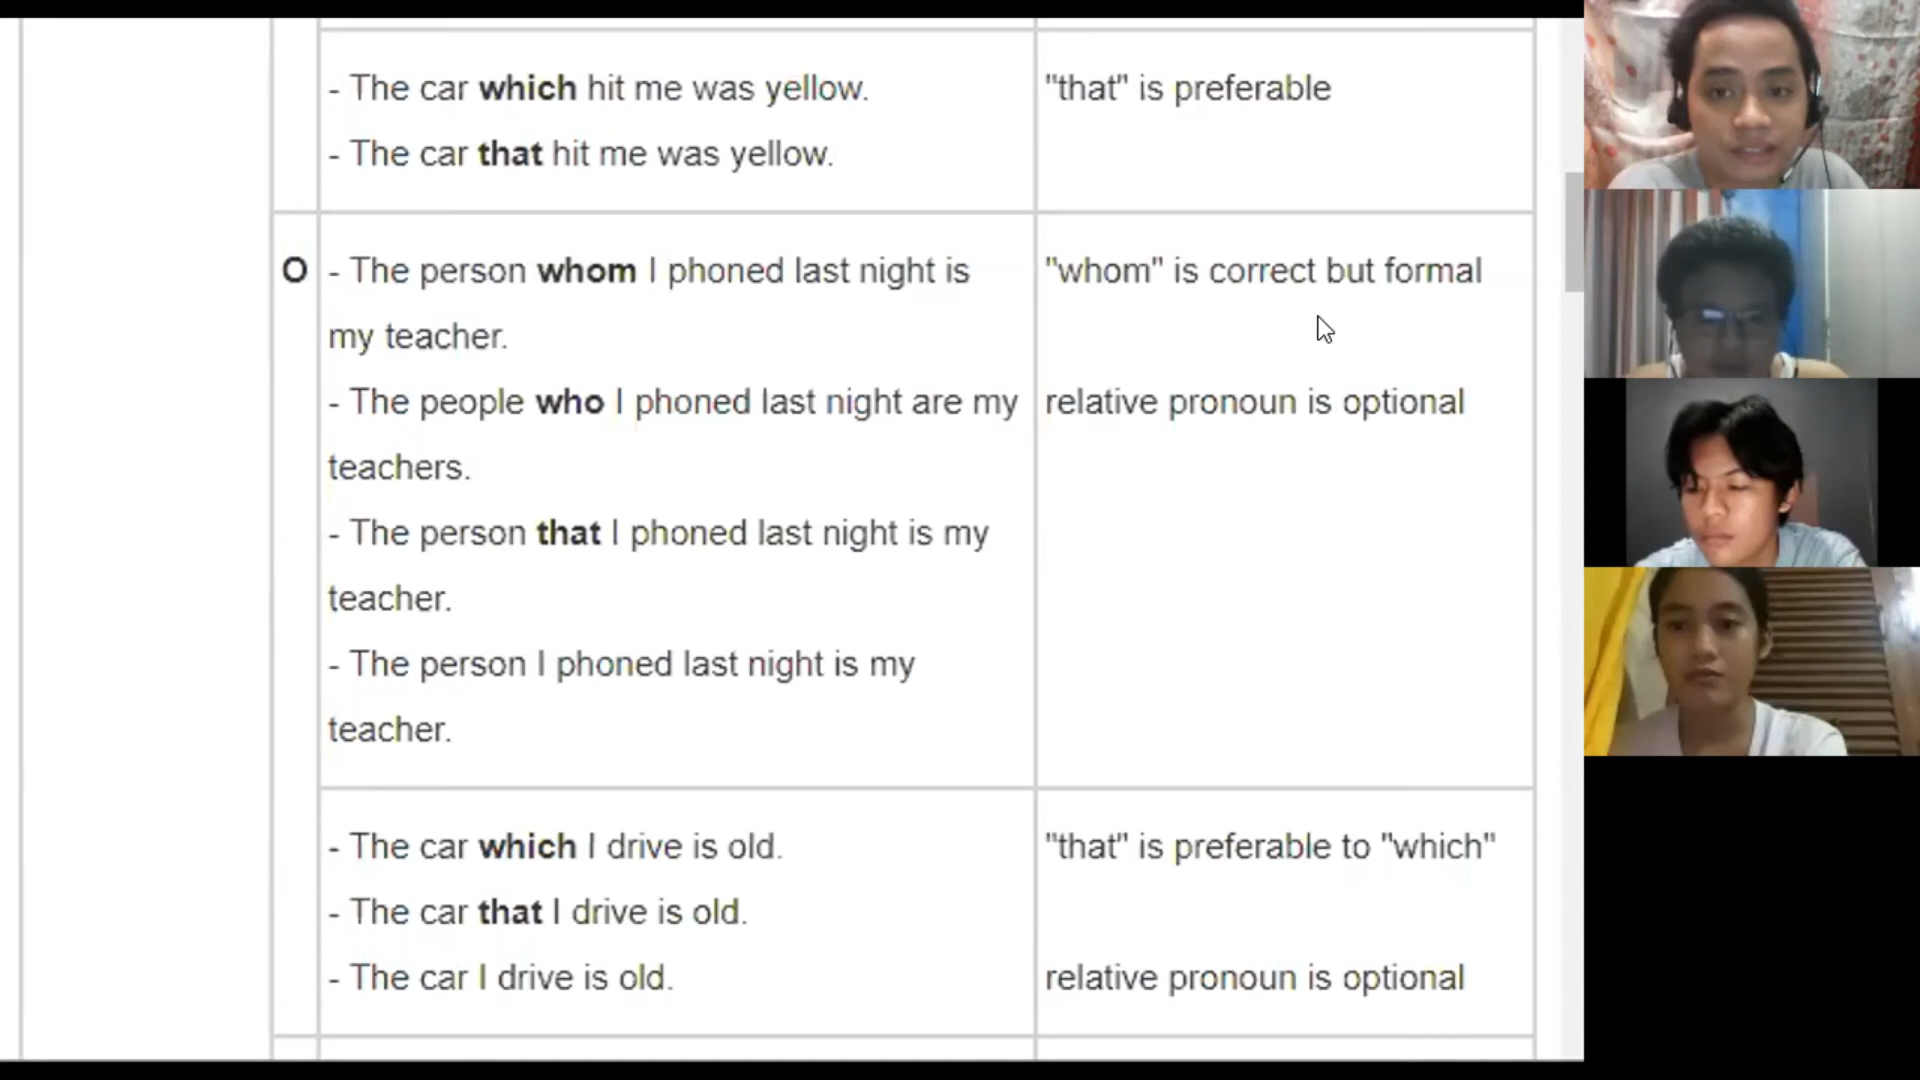 - The car which hit me was yellow. "that" is preferable
- The car that hit me was yellow.
O - The person whom I phoned last night is "whom" is correct but formal
my teacher.
- The people who I phoned last night are my relative pronoun is optional
teachers.
- The person that I phoned last night is my
teacher.
- The person I phoned last night is my
teacher.
- The car which I drive is old. "that" is preferable to "which"
- The car that I drive is old.
- The car I drive is old. relative pronoun is optional